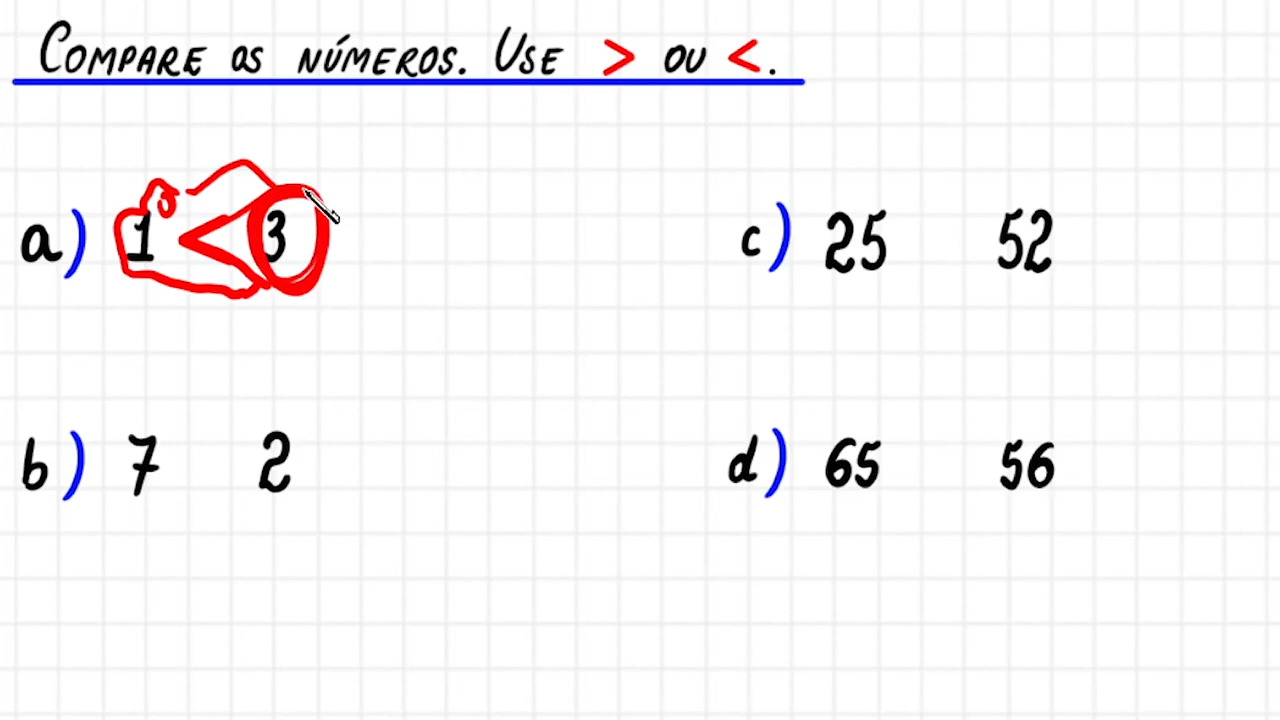 COMPARE OS NÚMEROS. USE > OU <.
a) 1 < 3
b) 7 2
c) 25 52
d) 65 56